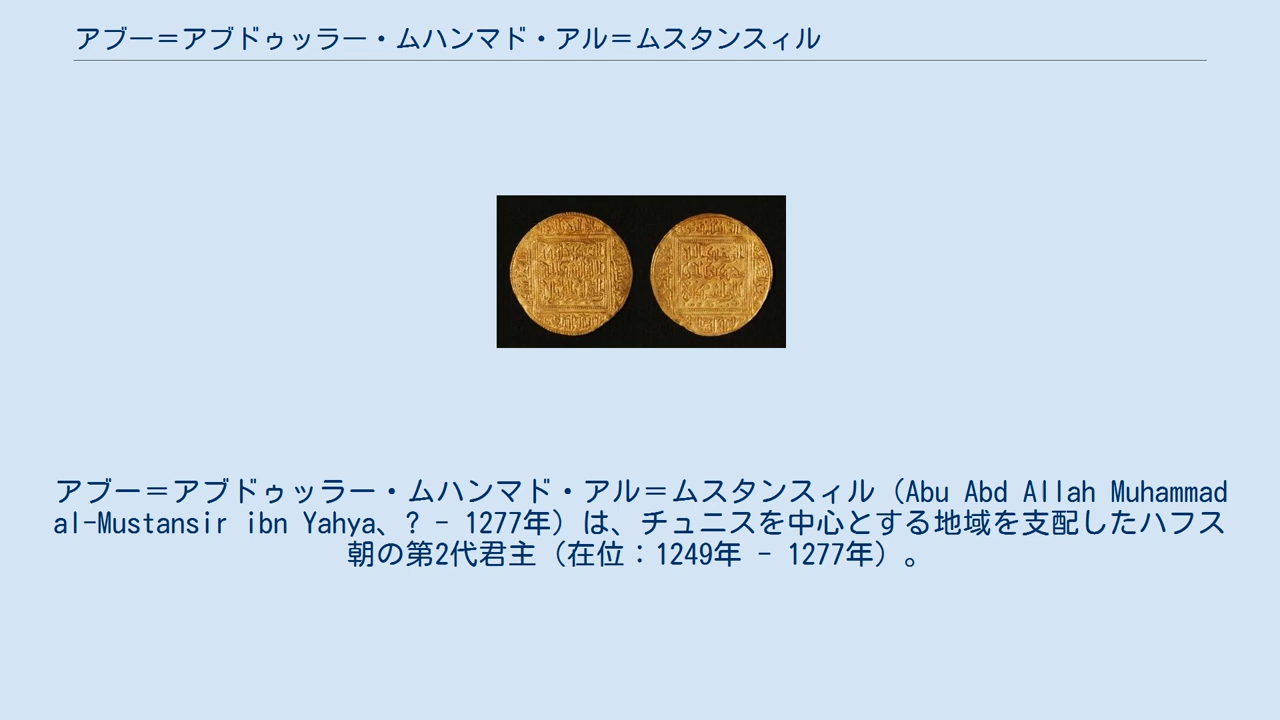 アブー＝アブドゥッラー・ムハンマド・アル＝ムスタンスィル
アブー＝アブドゥッラー・ムハンマド・アル＝ムスタンスィル（Abu Abd Allah Muhammad
al-Mustansir ibn Yahya、? - 1277年）は、チュニスを中心とする地域を支配したハフス
朝の第2代君主（在位：1249年 - 1277年）。